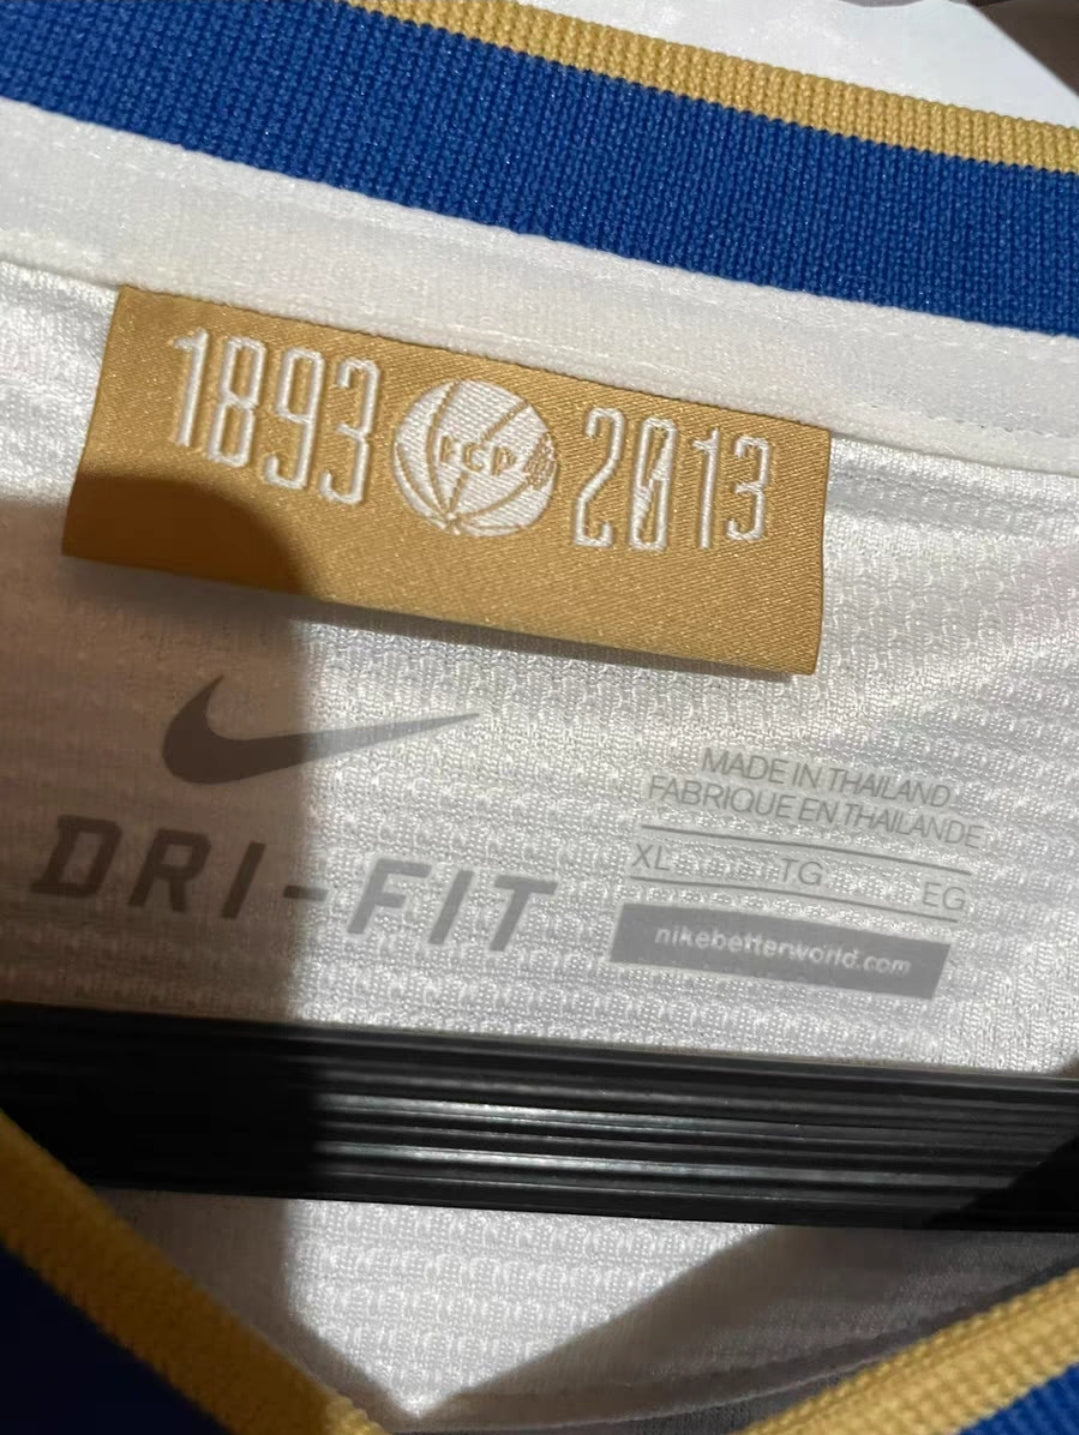 1893 FCP 2013
DRI-FIT
MADE IN THAILAND
FABRIQUE EN THAILANDE
XL TG EG
nikebetterworld.com